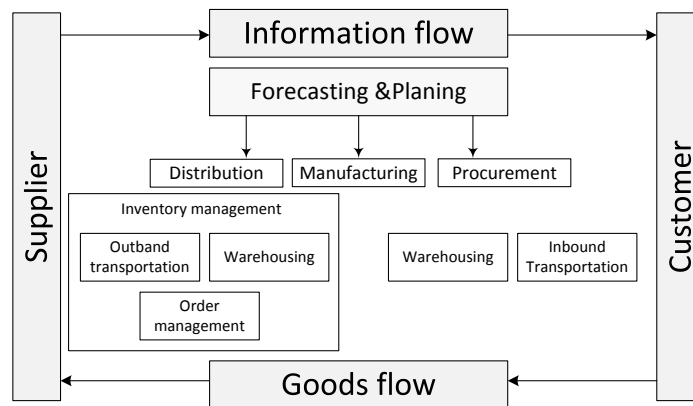 Supplier
Information flow
Customer
Forecasting &Planing
Distribution
Manufacturing
Procurement
Inventory management
Outband
transportation
Warehousing
Order
management
Warehousing
Inbound
Transportation
Goods flow